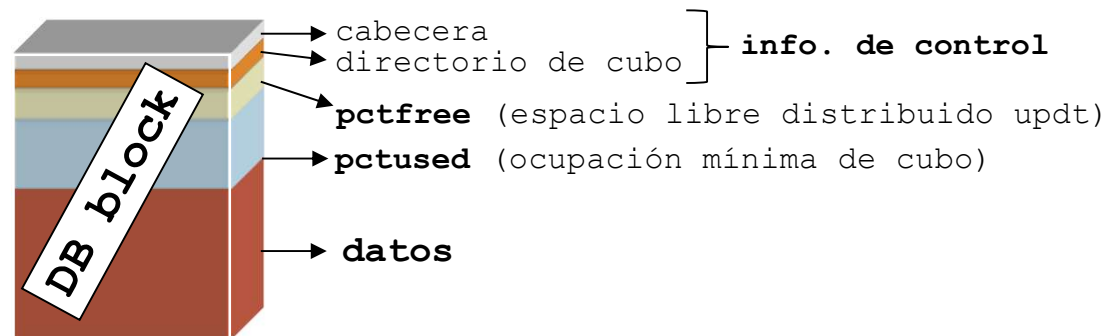 cabecera
directorio de cubo
info. de control
pctfree (espacio libre distribuido updt)
pctused (ocupación mínima de cubo)
datos
DB block